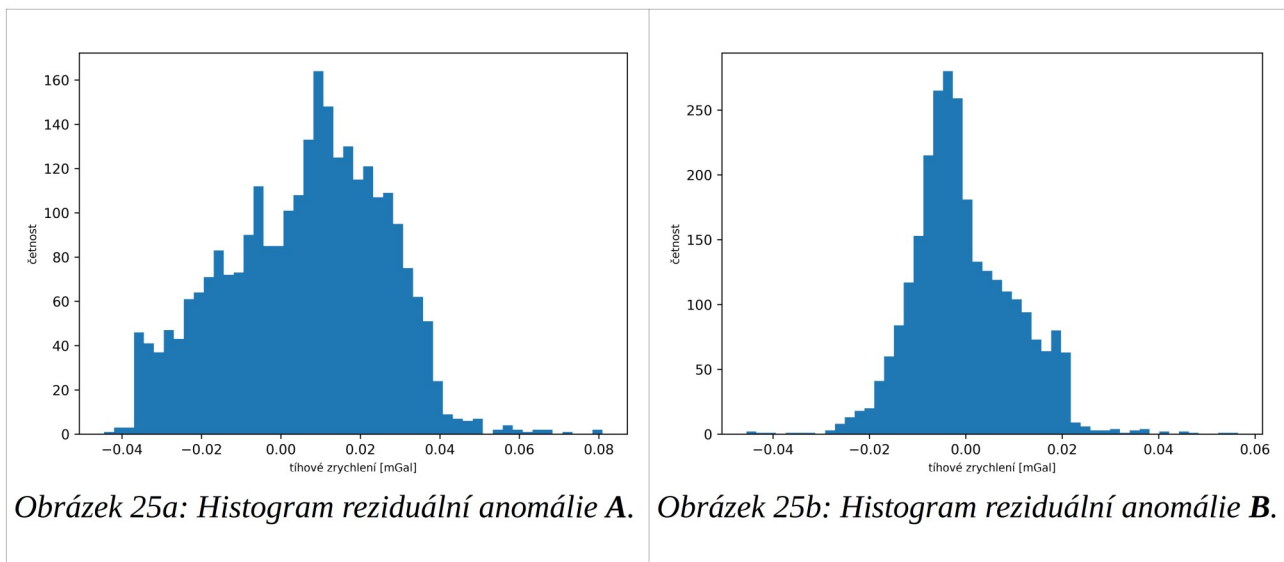 160
140
120
100
80
60
40
20
0
četnost
−0.04 −0.02 0.00 0.02 0.04 0.06 0.08
tíhové zrychlení [mGal]
Obrázek 25a: Histogram reziduální anomálie A.
250
200
150
100
50
0
četnost
−0.04 −0.02 0.00 0.02 0.04 0.06
tíhové zrychlení [mGal]
Obrázek 25b: Histogram reziduální anomálie B.